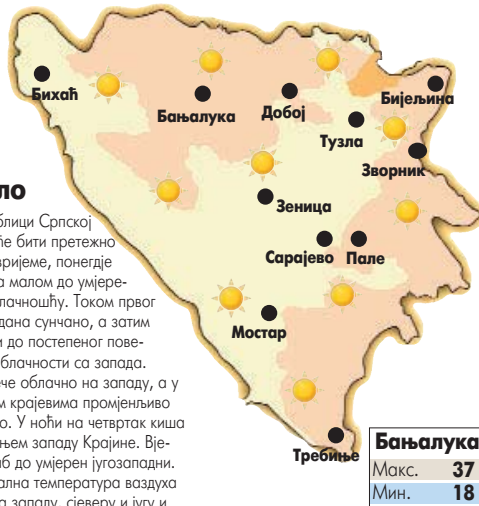 Бихаћ
Бањалука
Добој
Бијељина
Тузла
Зворник
Зеница
Сарајево
Пале
Мостар
Требиње
ло
блици Српској
ће бити претежно
вријеме, понегдје
а малом до умјере-
лачношћу. Током првог
дана сунчано, а затим
и до постепеног пове-
облачности са запада.
ече облачно на западу, а у
м крајевима промјенљиво
о. У ноћи на четвртак киша
њем западу Крајине. Вје-
аб до умјерен југозападни.
ална температура ваздуха
а западу, сјеверу и југу и
Бањалука
Макс. 37
Мин. 18